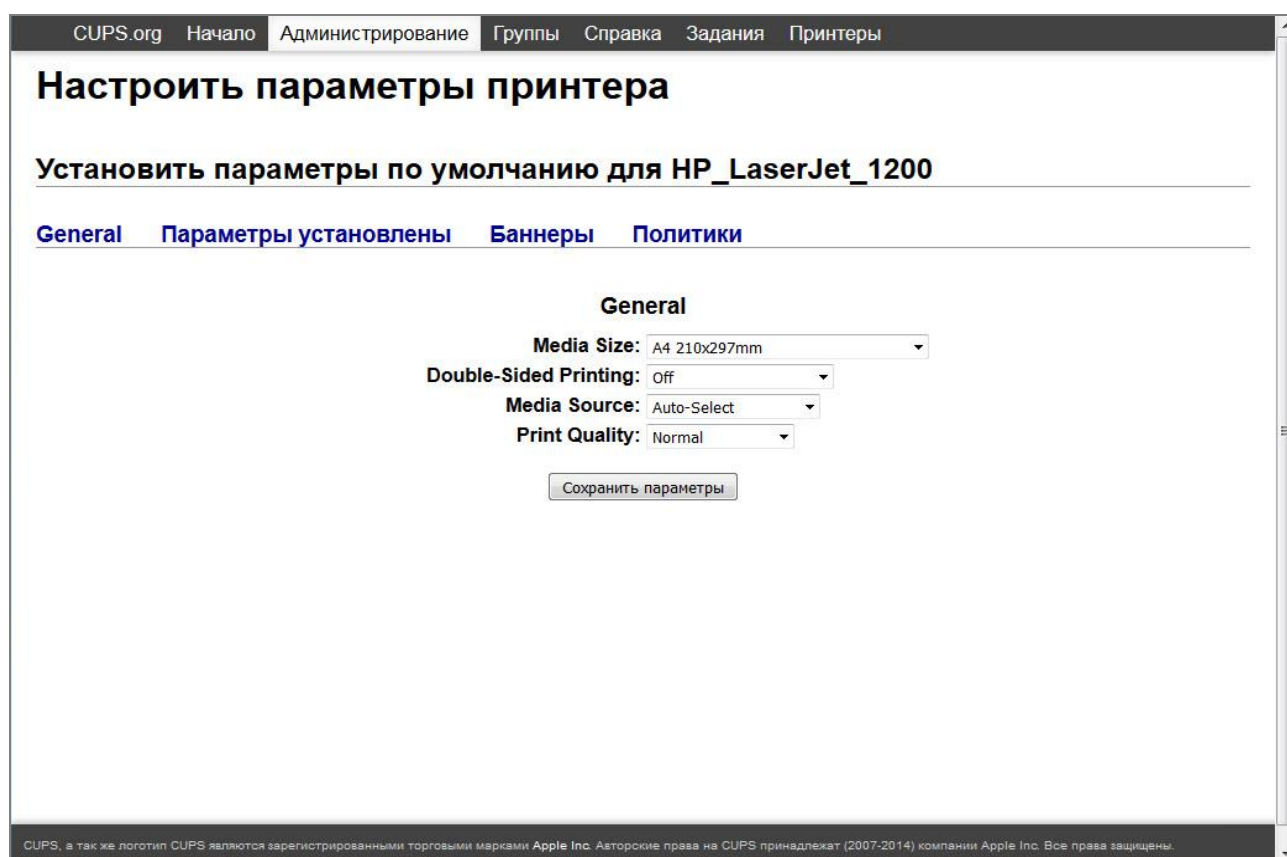 CUPS.org Начало Администрирование Группы Справка Задания Принтеры
Настроить параметры принтера
Установить параметры по умолчанию для HP_LaserJet_1200
General Параметры установлены Баннеры Политики
General
Media Size: A4 210x297mm
Double-Sided Printing: Off
Media Source: Auto-Select
Print Quality: Normal
Сохранить параметры
CUPS, а так же логотип CUPS являются зарегистрированными торговыми марками Apple Inc. Авторские права на CUPS принадлежат (2007-2014) компании Apple Inc. Все права защищены.